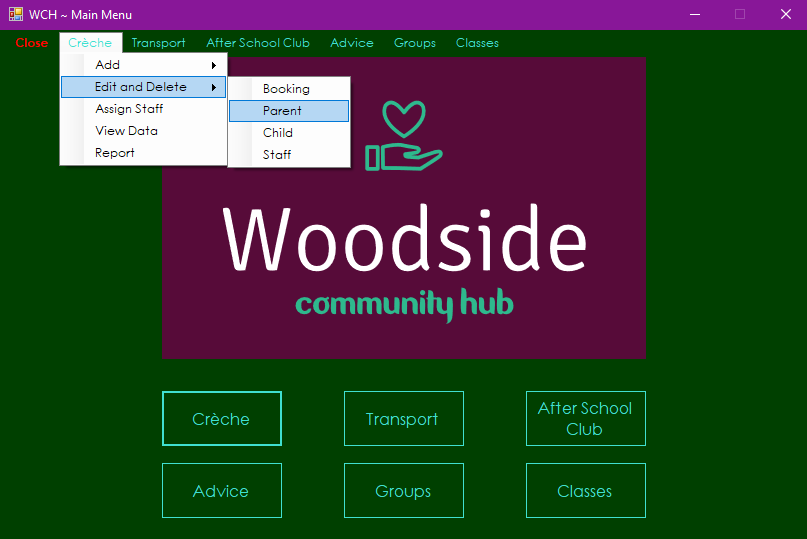 WCH ~ Main Menu
Close Crèche Transport After School Club Advice Groups Classes
Add
Edit and Delete
Assign Staff
View Data
Report
Booking
Parent
Child
Staff
Woodside
community hub
Crèche
Transport
After School
Club
Advice
Groups
Classes